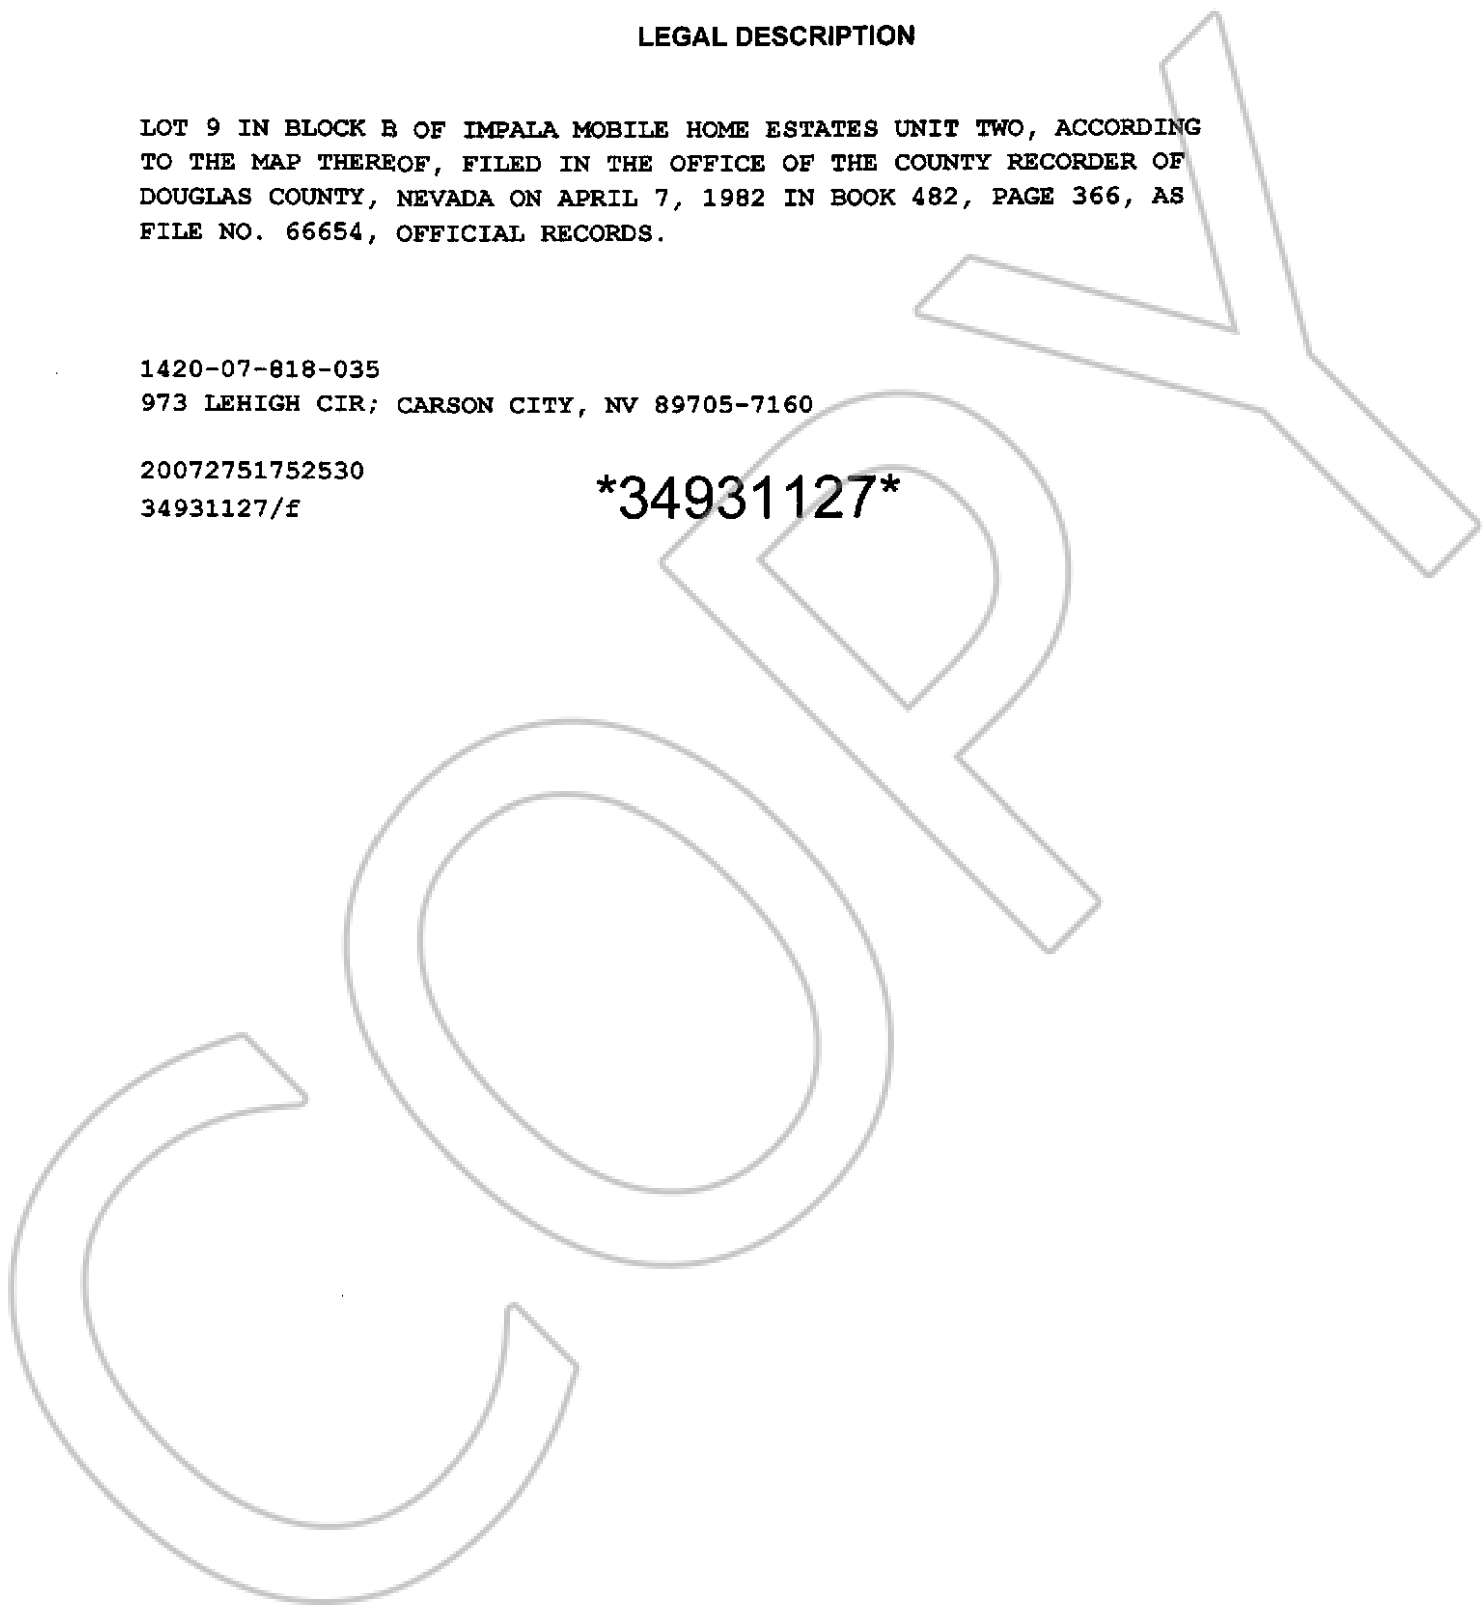 LEGAL DESCRIPTION
LOT 9 IN BLOCK B OF IMPALA MOBILE HOME ESTATES UNIT TWO, ACCORDING
TO THE MAP THEREOF, FILED IN THE OFFICE OF THE COUNTY RECORDER OF
DOUGLAS COUNTY, NEVADA ON APRIL 7, 1982 IN BOOK 482, PAGE 366, AS
FILE NO. 66654, OFFICIAL RECORDS.
1420-07-818-035
973 LEHIGH CIR; CARSON CITY, NV 89705-7160
20072751752530
34931127/f
*34931127*
COPY